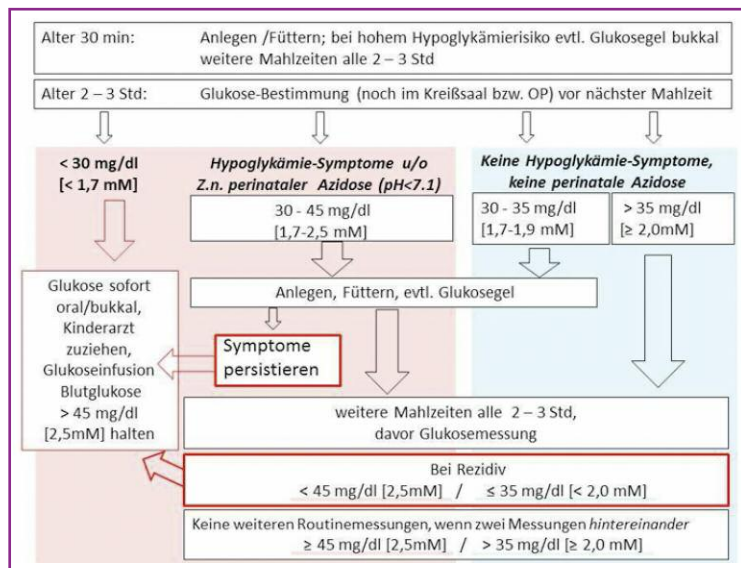 Alter 30 min: Anlegen /Füttern; bei hohem Hypoglykämierisiko evtl. Glukosegel bukkal
weitere Mahlzeiten alle 2 – 3 Std
Alter 2 – 3 Std: Glukose-Bestimmung (noch im Kreißsaal bzw. OP) vor nächster Mahlzeit
< 30 mg/dl
[< 1,7 mM]
Hypoglykämie-Symptome u/o
Z.n. perinataler Azidose (pH<7.1)
30 - 45 mg/dl
[1,7-2,5 mM]
Keine Hypoglykämie-Symptome,
keine perinatale Azidose
30 - 35 mg/dl
[1,7-1,9 mM]
> 35 mg/dl
[≥ 2,0mM]
Anlegen, Füttern, evtl. Glukosegel
Glukose sofort
oral/bukkal,
Kinderarzt
zuziehen,
Glukoseinfusion
Blutglukose
> 45 mg/dl
[2,5mM] halten
Symptome
persistieren
weitere Mahlzeiten alle 2 – 3 Std,
davor Glukosemessung
Bei Rezidiv
< 45 mg/dl [2,5mM] / ≤ 35 mg/dl [< 2,0 mM]
Keine weiteren Routinemessungen, wenn zwei Messungen hintereinander
≥ 45 mg/dl [2,5mM] / > 35 mg/dl [≥ 2,0 mM]